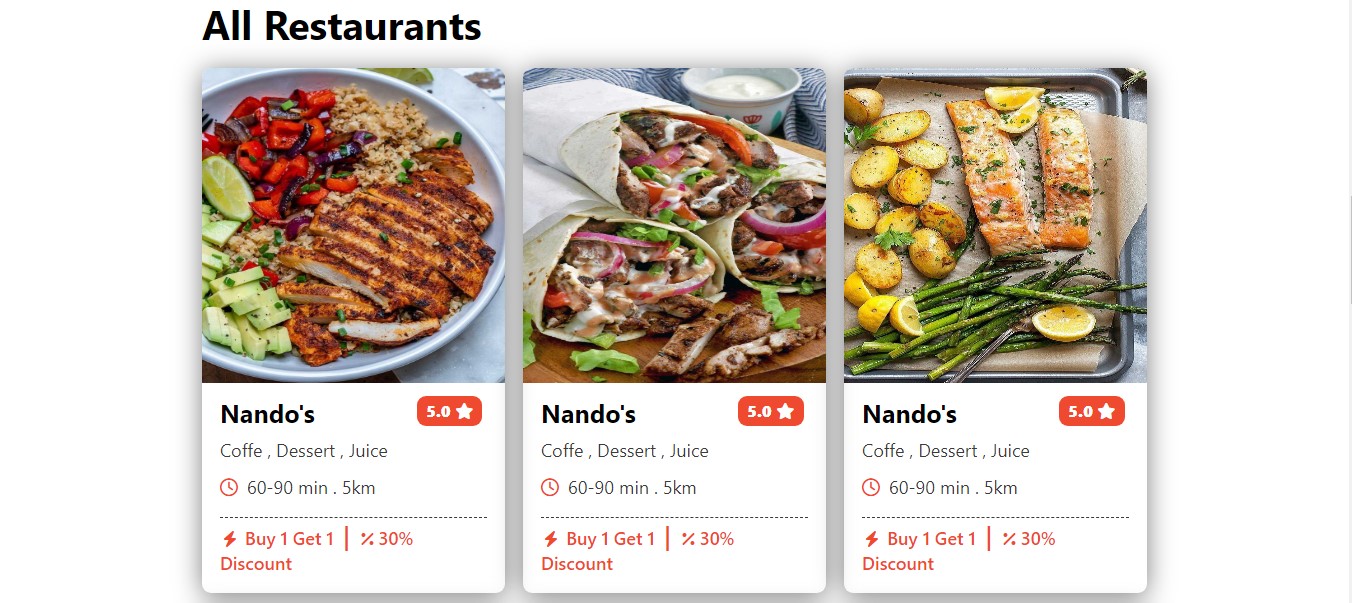 All Restaurants
Nando's 5.0
Coffe , Dessert , Juice
60-90 min . 5km
Buy 1 Get 1 | % 30%
Discount
Nando's 5.0
Coffe , Dessert , Juice
60-90 min . 5km
Buy 1 Get 1 | % 30%
Discount
Nando's 5.0
Coffe , Dessert , Juice
60-90 min . 5km
Buy 1 Get 1 | % 30%
Discount